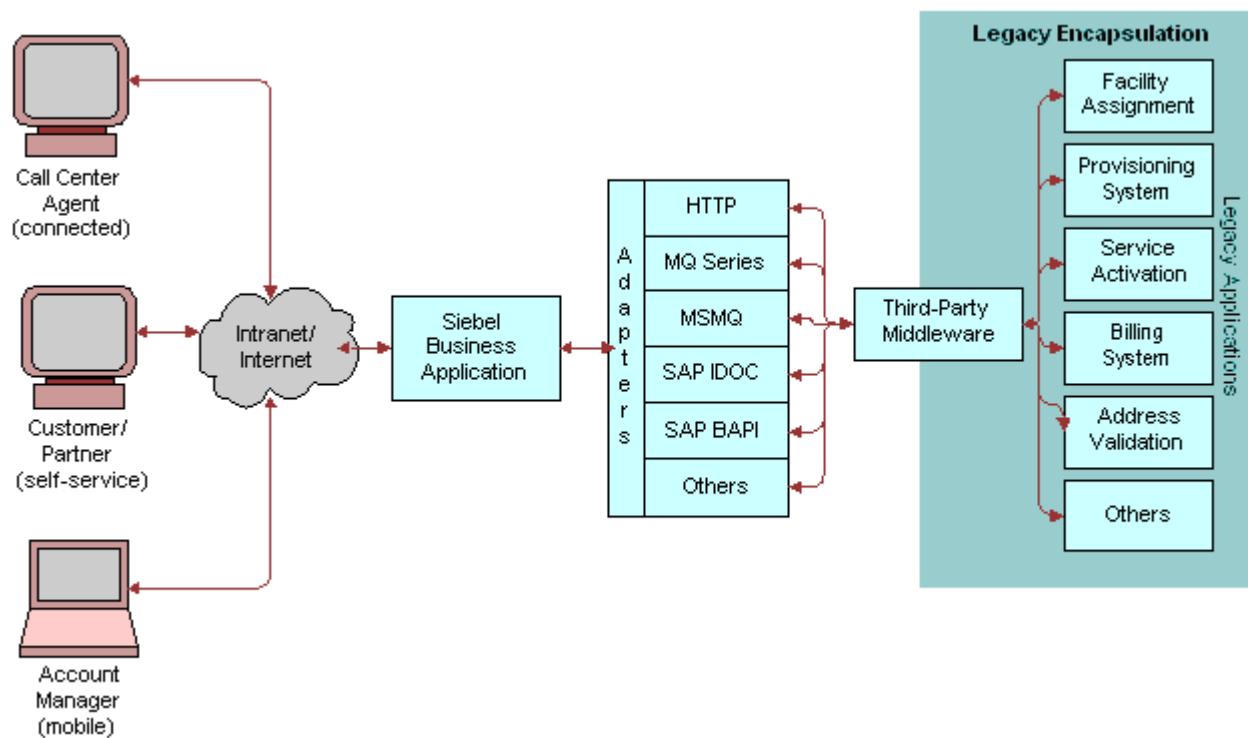 Call Center
Agent
(connected)
Customer/
Partner
(self-service)
Account
Manager
(mobile)
Intranet/
Internet
Siebel
Business
Application
Adapters
HTTP
MQ Series
MSMQ
SAP IDOC
SAP BAPI
Others
Third-Party
Middleware
Legacy Encapsulation
Facility
Assignment
Provisioning
System
Service
Activation
Billing
System
Address
Validation
Others
Legacy Applications